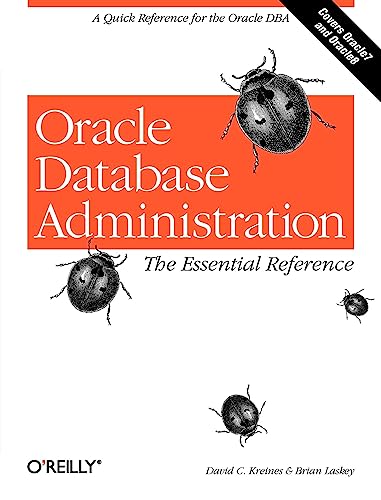 A Quick Reference for the Oracle DBA
Covers Oracle7
and Oracle8
Oracle
Database
Administration
The Essential Reference
O'REILLY®
David C. Kreines & Brian Laskey